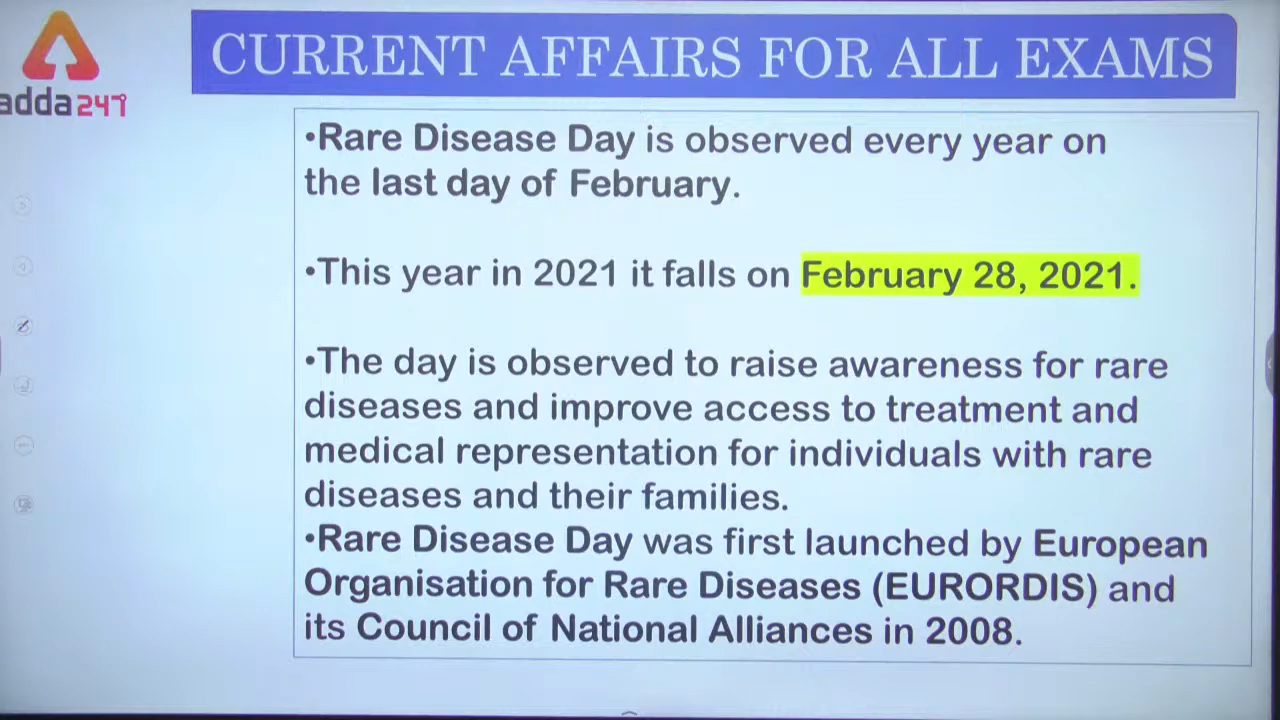 CURRENT AFFAIRS FOR ALL EXAMS
adda247
•Rare Disease Day is observed every year on
the last day of February.
•This year in 2021 it falls on February 28, 2021.
•The day is observed to raise awareness for rare
diseases and improve access to treatment and
medical representation for individuals with rare
diseases and their families.
•Rare Disease Day was first launched by European
Organisation for Rare Diseases (EURORDIS) and
its Council of National Alliances in 2008.